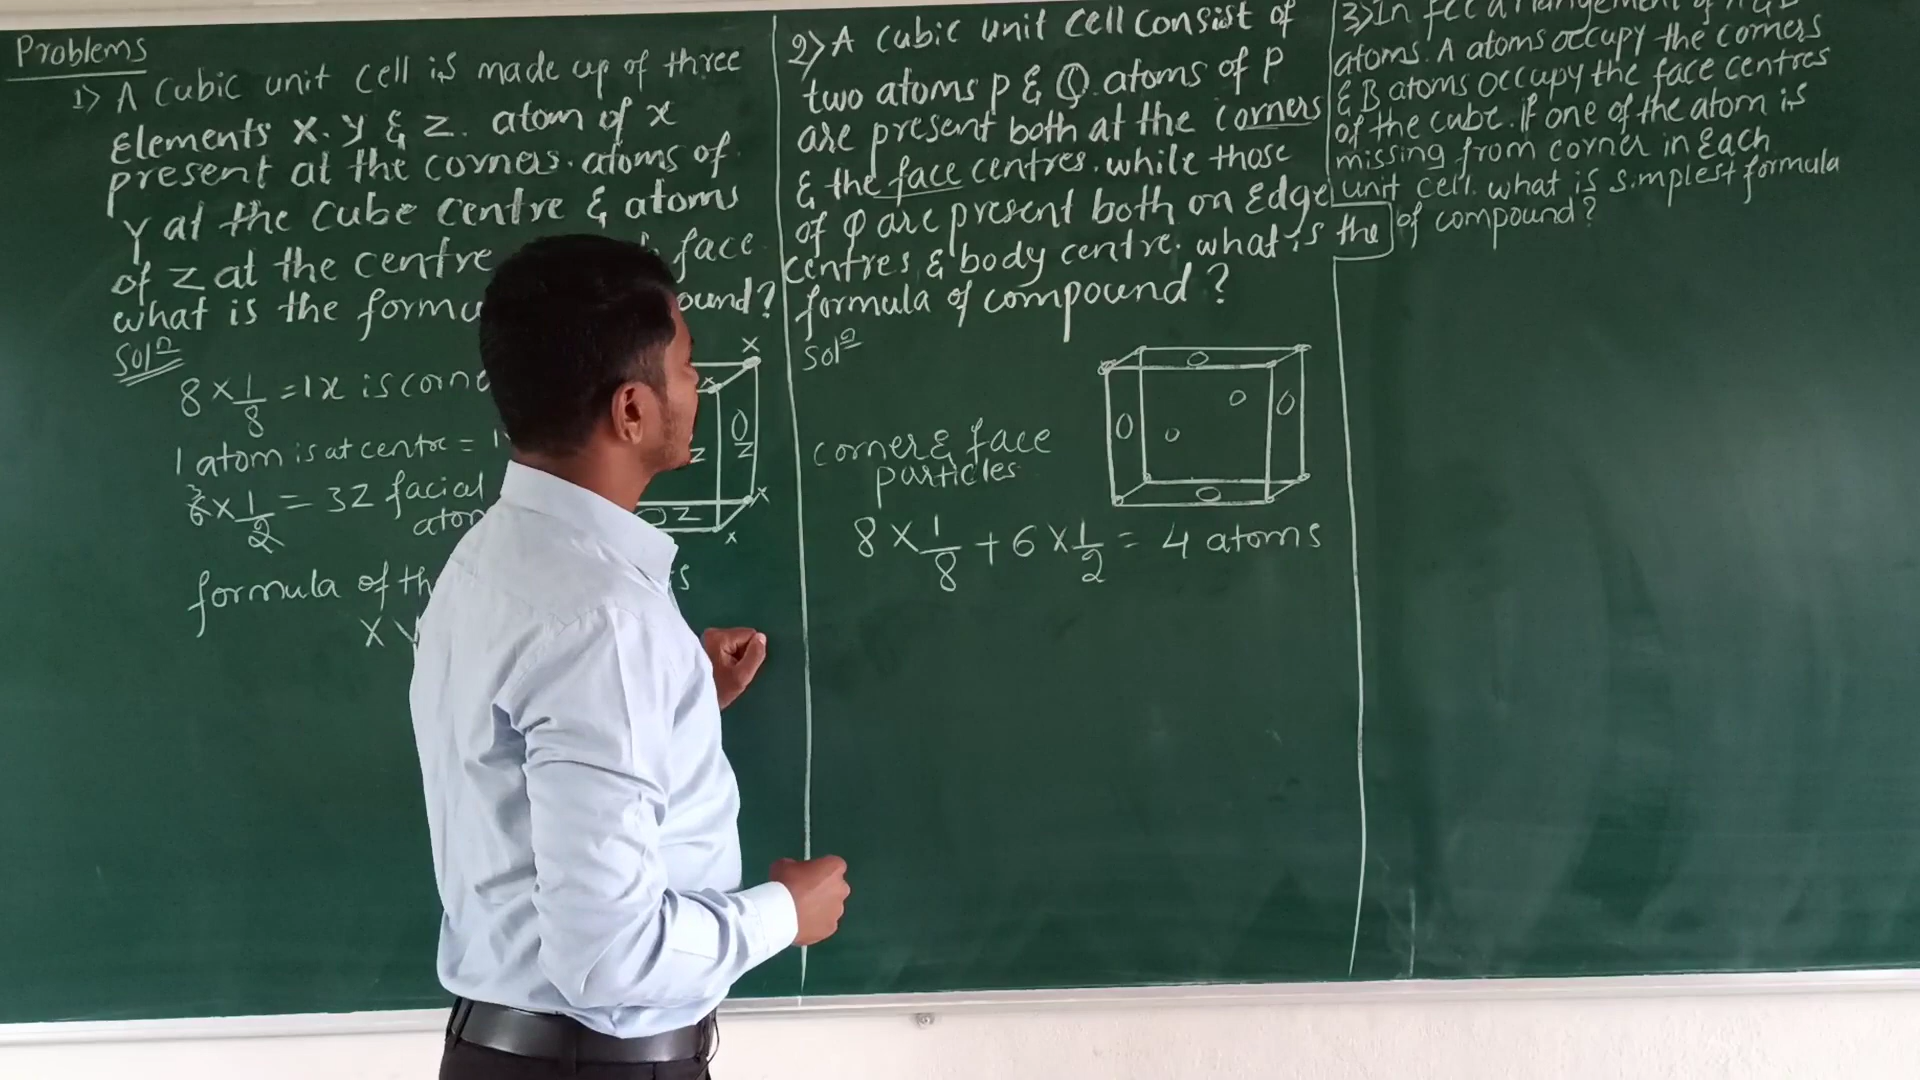 Problems
1) A Cubic unit cell is made up of three
Elements X. Y & Z. atom of x
present at the corners. atoms of
Y at the cube centre & atoms
of Z at the centre face
what is the ound?
Soln
8 × 1/8 = 1x is
1 atom is at centre =
6 × 1/2 = 3Z facial
3
formula of
X
X
x
O
Z
Z
x
O Z
x
2) A cubic unit cell consist of
two atoms p & Q. atoms of P
are present both at the corners
& the face centres. while those
of Q are present both on Edge
centres & body centre. what is the
formula of compound?
Soln
O
O
O
O
O
O
corner & face
particles
8 × 1/8 + 6 × 1/2 = 4 atoms
3) In fcc arrangement of
atoms. A atoms occupy the corners
& B atoms occupy the face centres
of the cube. If one of the atom is
missing from corner in Each
unit cell. what is simplest formula
of compound?